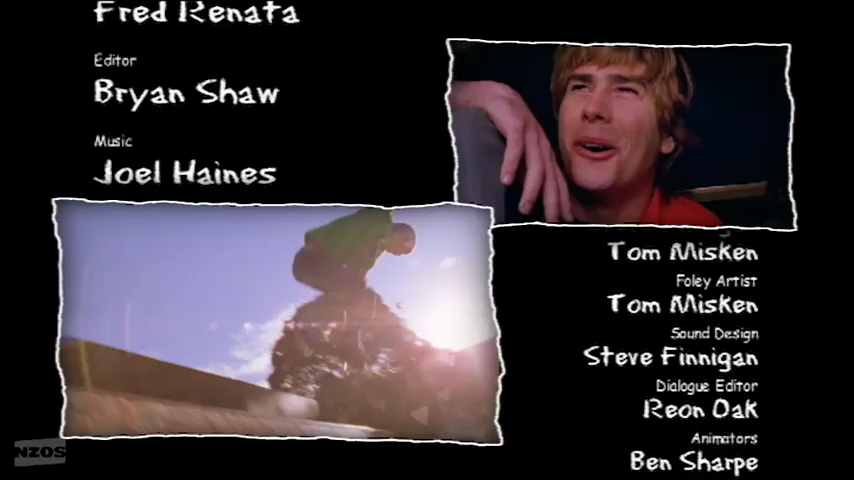 Fred Renata
Editor
Bryan Shaw
Music
Joel Haines
Tom Misken
Foley Artist
Tom Misken
Sound Design
Steve Finnigan
Dialogue Editor
Reon Oak
Animators
Ben Sharpe
NZOS